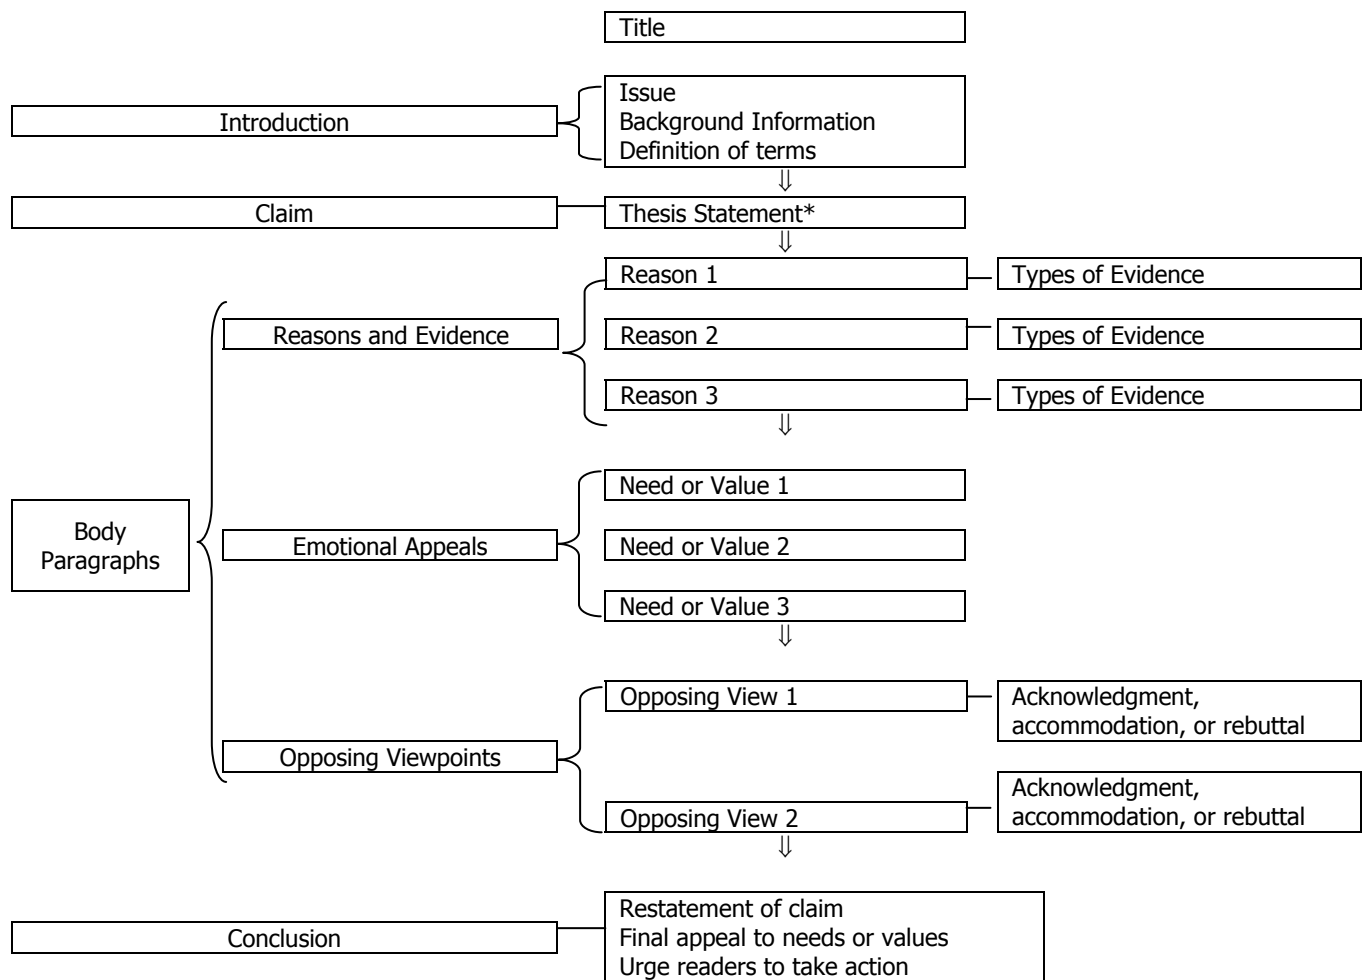 Title
Issue
Introduction
Background Information
Definition of terms
Claim
Thesis Statement*
Reason 1
Types of Evidence
Reasons and Evidence
Reason 2
Types of Evidence
Reason 3
Types of Evidence
Need or Value 1
Body
Paragraphs
Emotional Appeals
Need or Value 2
Need or Value 3
Opposing View 1
Acknowledgment,
accommodation, or rebuttal
Opposing Viewpoints
Opposing View 2
Acknowledgment,
accommodation, or rebuttal
Conclusion
Restatement of claim
Final appeal to needs or values
Urge readers to take action